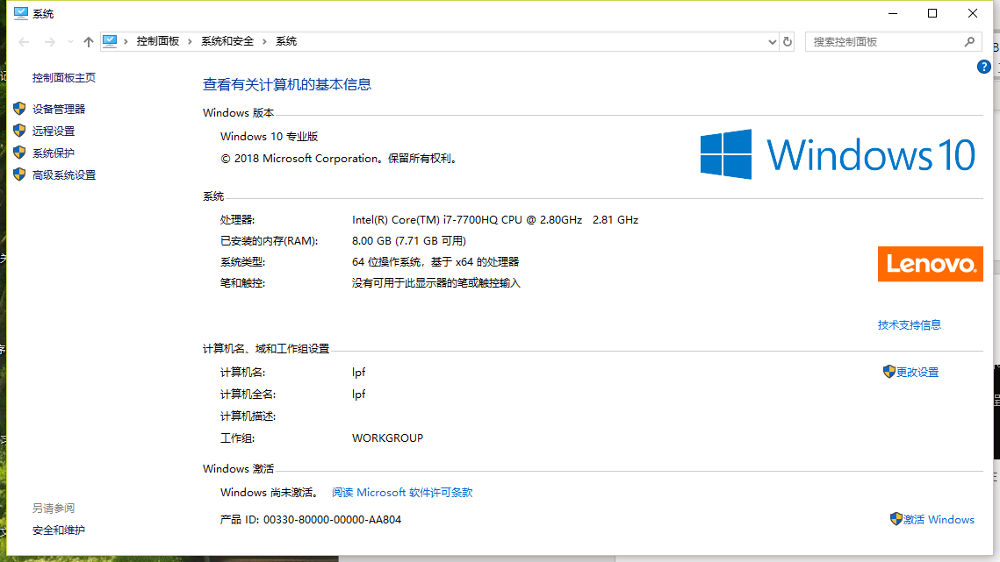 系统
控制面板 系统和安全 系统 搜索控制面板
控制面板主页
设备管理器
远程设置
系统保护
高级系统设置
查看有关计算机的基本信息
Windows 版本
Windows 10 专业版
© 2018 Microsoft Corporation。保留所有权利。
Windows 10
系统
处理器: Intel(R) Core(TM) i7-7700HQ CPU @ 2.80GHz 2.81 GHz
已安装的内存(RAM): 8.00 GB (7.71 GB 可用)
系统类型: 64 位操作系统，基于 x64 的处理器
笔和触控: 没有可用于此显示器的笔或触控输入
Lenovo.
技术支持信息
计算机名、域和工作组设置
计算机名: lpf 更改设置
计算机全名: lpf
计算机描述:
工作组: WORKGROUP
Windows 激活
Windows 尚未激活。 阅读 Microsoft 软件许可条款
产品 ID: 00330-80000-00000-AA804 激活 Windows
另请参阅
安全和维护